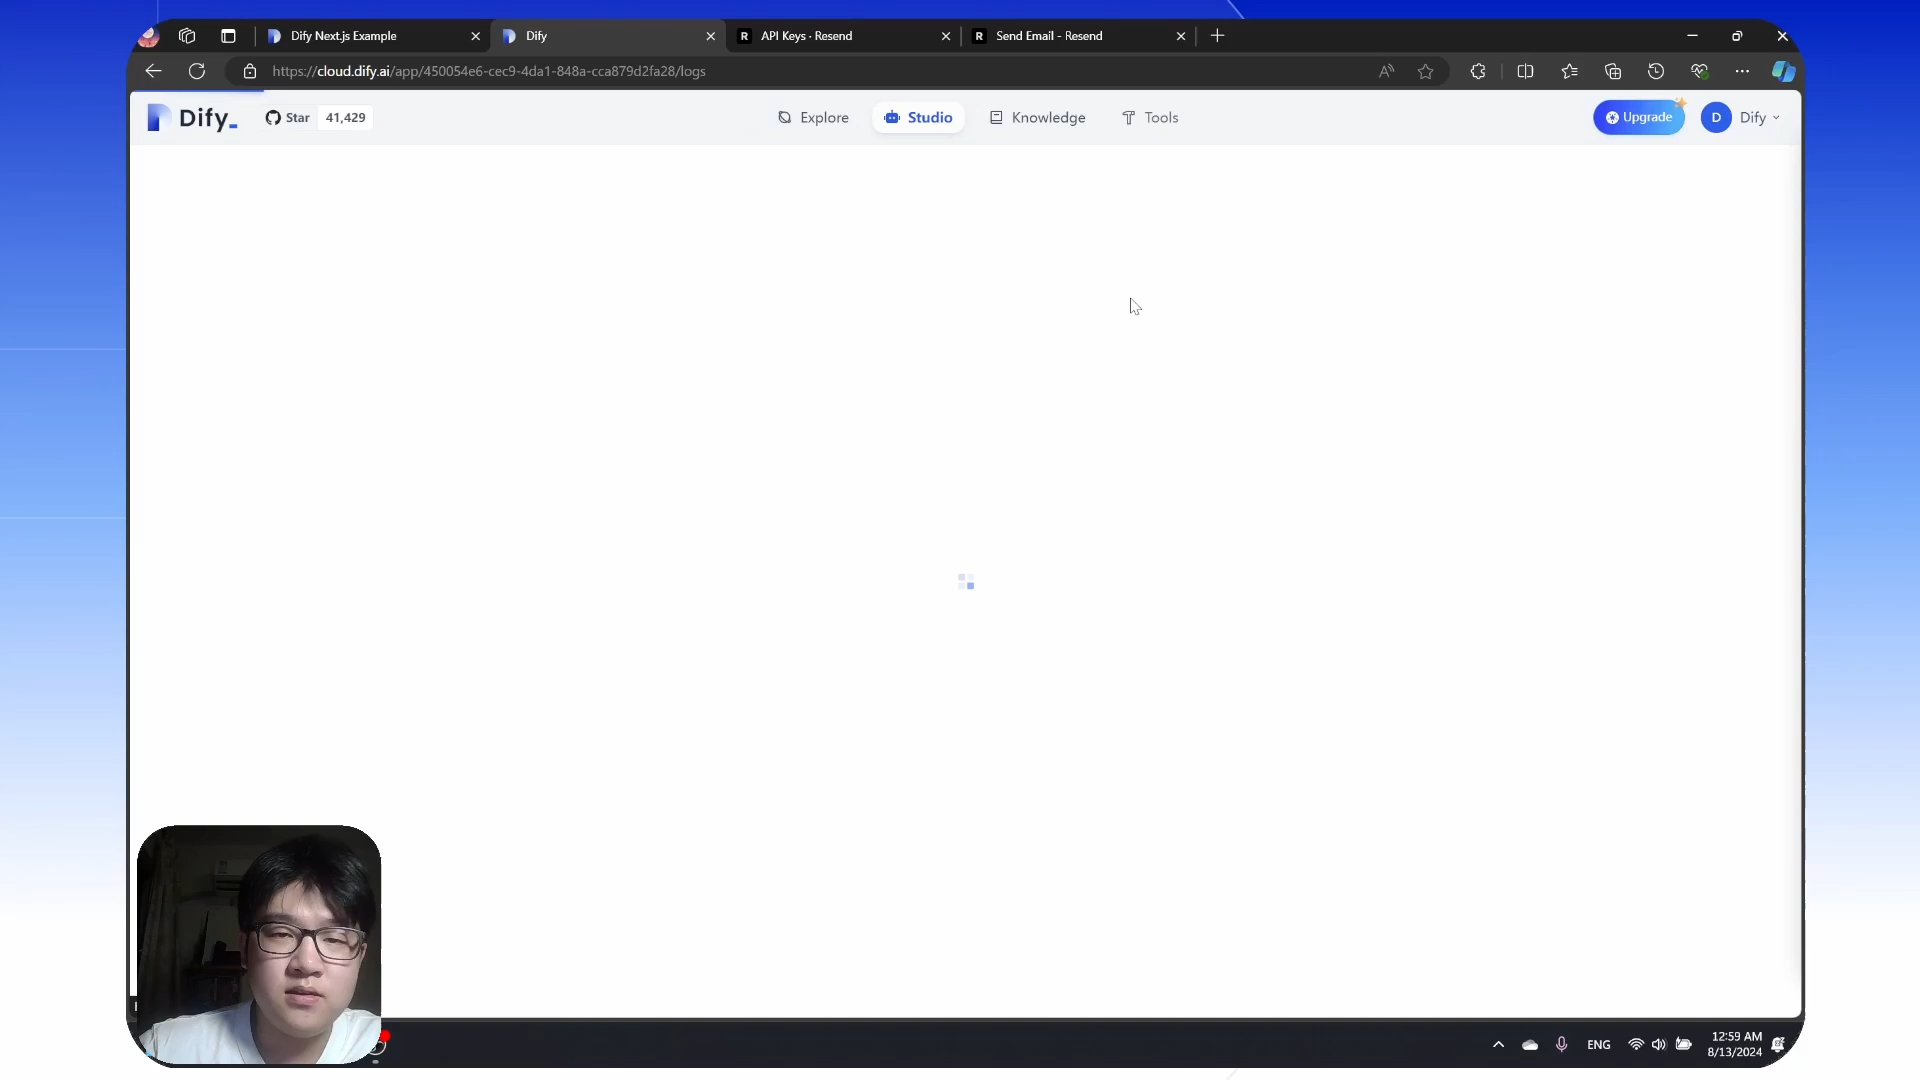 Dify Next.js Example
Dify
R API Keys · Resend
R Send Email - Resend
https://cloud.dify.ai/app/450054e6-cec9-4da1-848a-cca879d2fa28/logs
Dify_
Star 41,429
Explore
Studio
Knowledge
Tools
Upgrade
D Dify
ENG
12:59 AM
8/13/2024